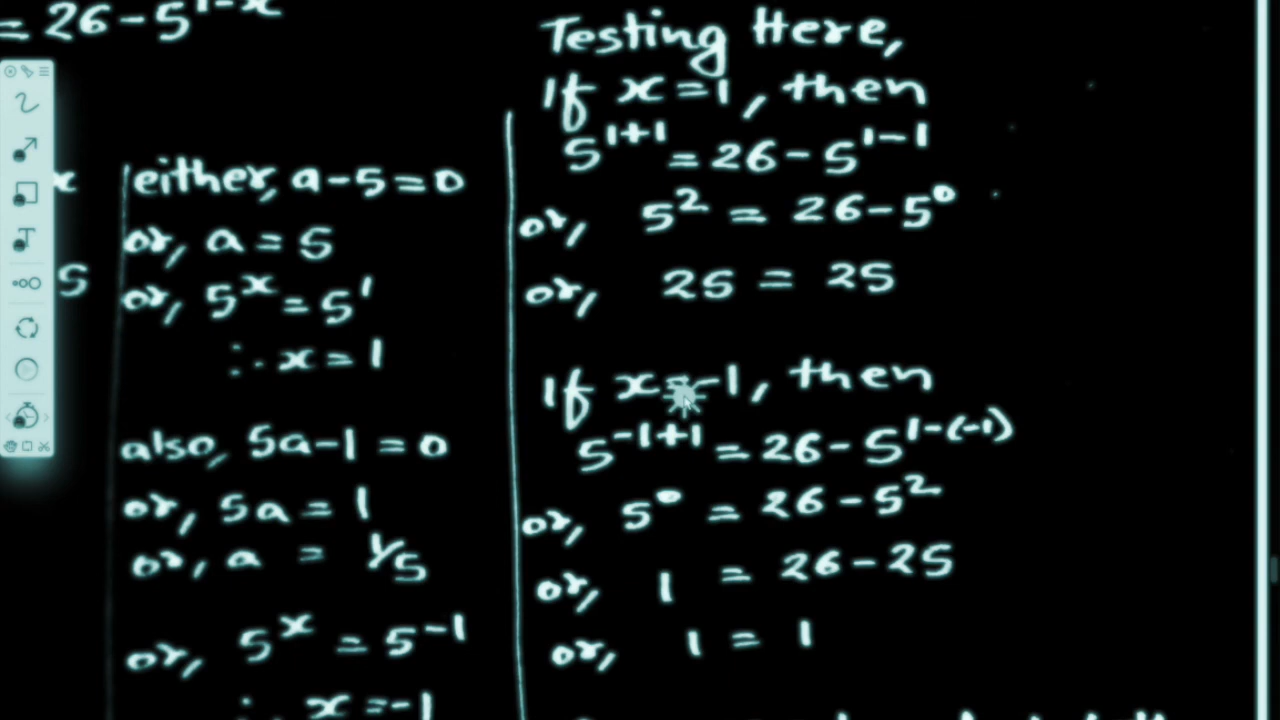 = 26 - 5^{1-x}
x
5
either, a-5=0
or, a = 5
or, 5^x = 5^1
∴ x = 1
also, 5a-1 = 0
or, 5a = 1
or, a = 1/5
or, 5^x = 5^{-1}
∴ x = -1
Testing Here,
If x = 1, then
5^{1+1} = 26 - 5^{1-1}
or, 5^2 = 26 - 5^0
or, 25 = 25
If x = -1, then
5^{-1+1} = 26 - 5^{1-(-1)}
or, 5^0 = 26 - 5^2
or, 1 = 26 - 25
or, 1 = 1